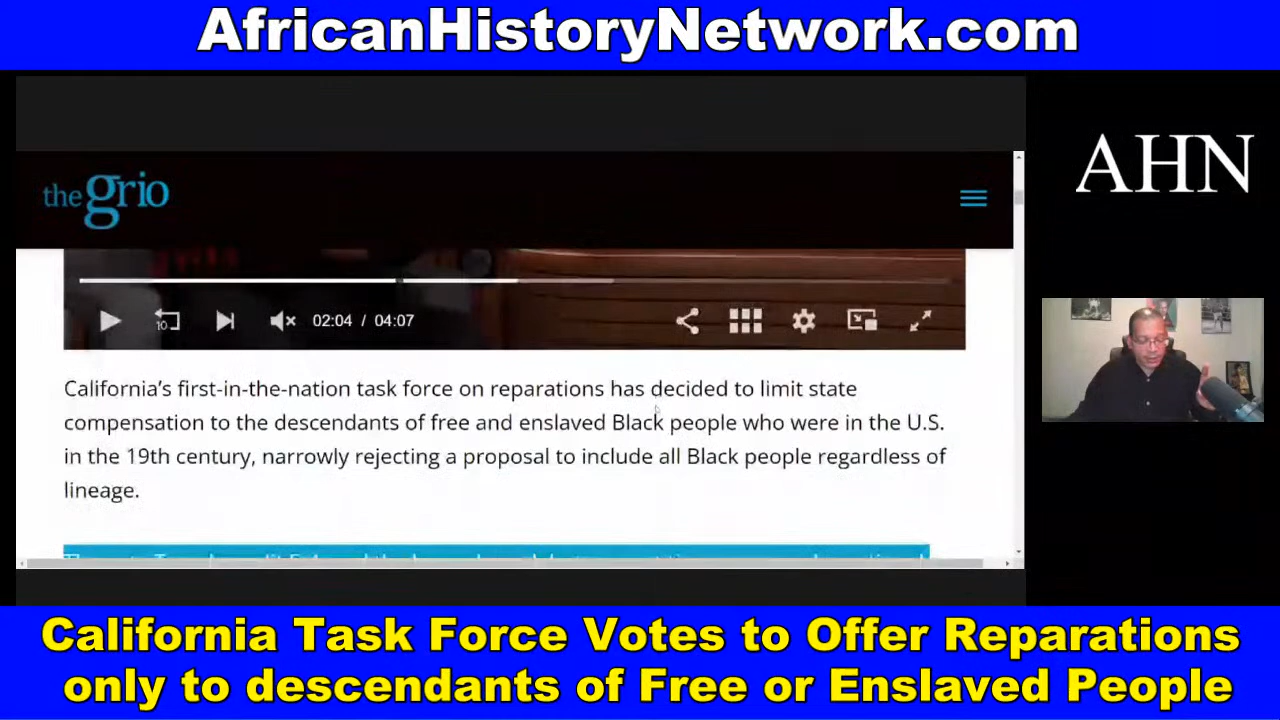 AfricanHistoryNetwork.com
AHN
thegrio
10
02:04 / 04:07
California's first-in-the-nation task force on reparations has decided to limit state
compensation to the descendants of free and enslaved Black people who were in the U.S.
in the 19th century, narrowly rejecting a proposal to include all Black people regardless of
lineage.
California Task Force Votes to Offer Reparations
only to descendants of Free or Enslaved People